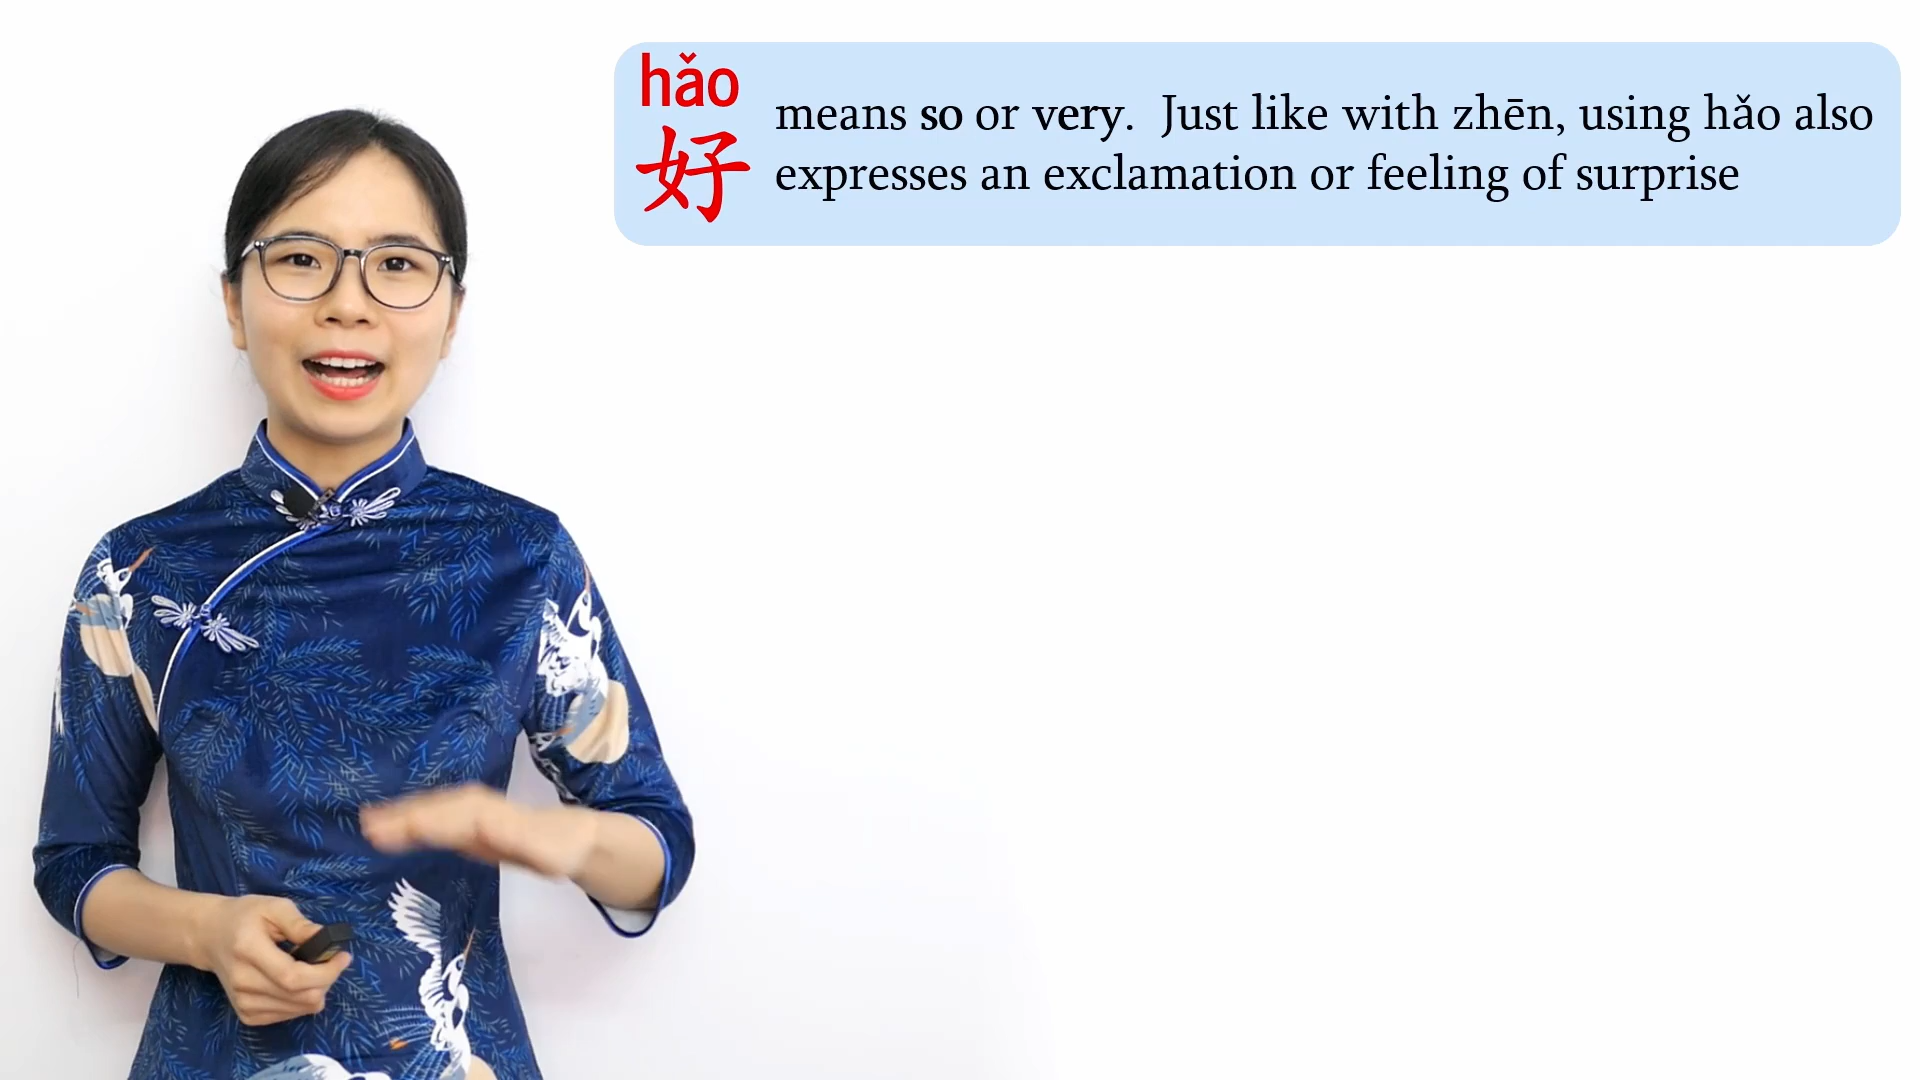 hǎo
好
means so or very.  Just like with zhēn, using hǎo also
expresses an exclamation or feeling of surprise